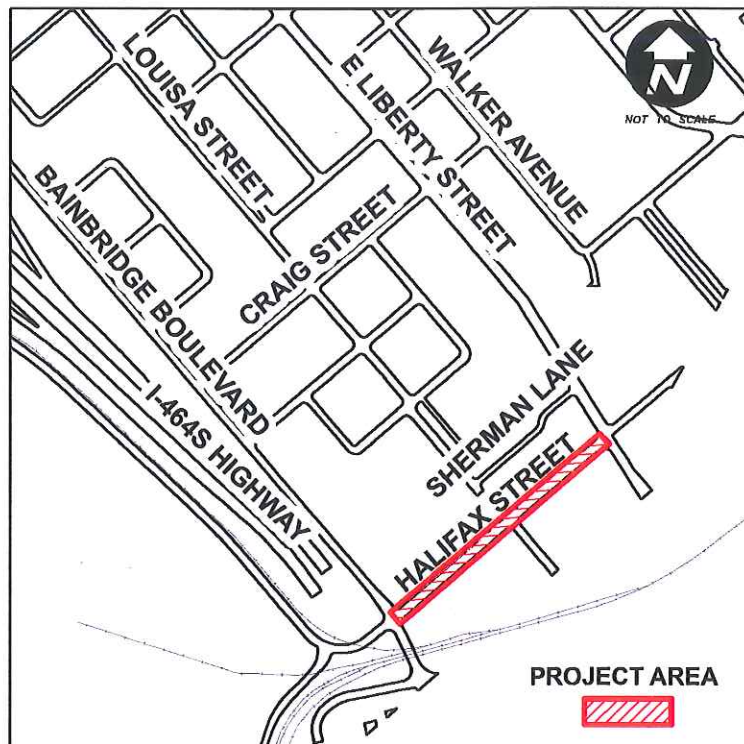 LOUISA STREET
E LIBERTY STREET
WALKER AVENUE
N
NOT TO SCALE
BAINBRIDGE BOULEVARD
CRAIG STREET
I-464S HIGHWAY
SHERMAN LANE
HALIFAX STREET
PROJECT AREA